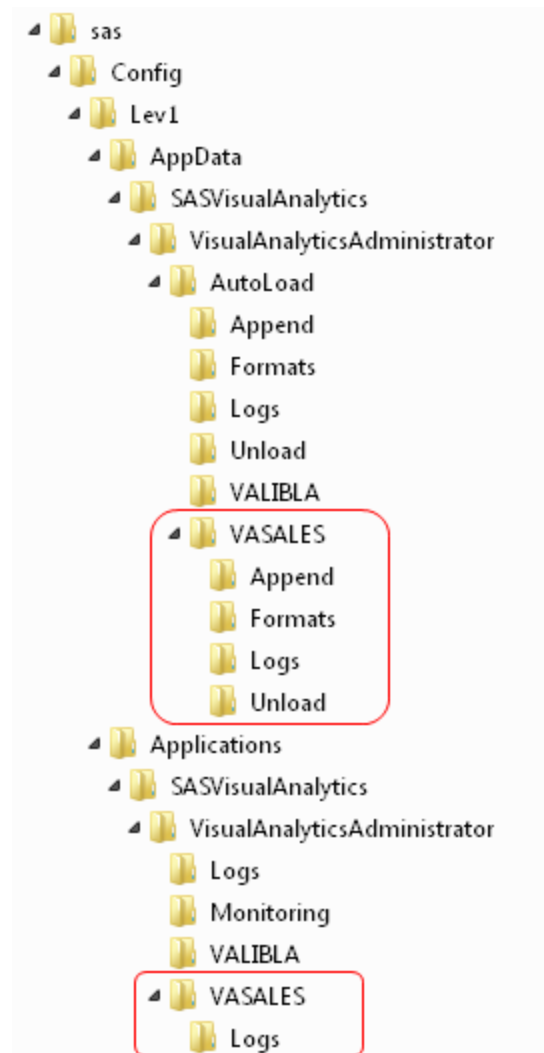 sas
Config
Lev1
AppData
SASVisualAnalytics
VisualAnalyticsAdministrator
AutoLoad
Append
Formats
Logs
Unload
VALIBLA
VASALES
Append
Formats
Logs
Unload
Applications
SASVisualAnalytics
VisualAnalyticsAdministrator
Logs
Monitoring
VALIBLA
VASALES
Logs